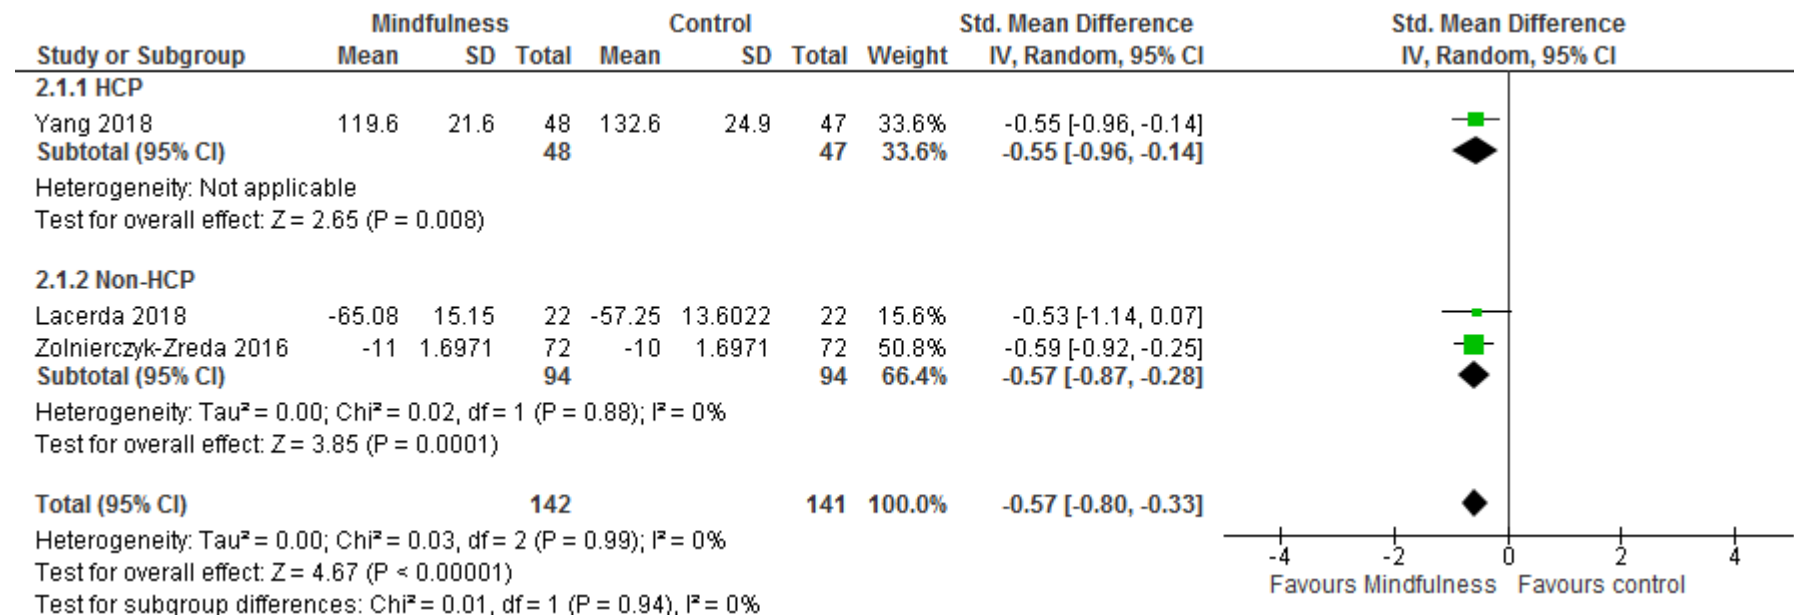 Mindfulness Control Std. Mean Difference Std. Mean Difference
Study or Subgroup Mean SD Total Mean SD Total Weight IV, Random, 95% CI IV, Random, 95% CI
2.1.1 HCP
Yang 2018 119.6 21.6 48 132.6 24.9 47 33.6% -0.55 [-0.96, -0.14]
Subtotal (95% CI) 48 47 33.6% -0.55 [-0.96, -0.14]
Heterogeneity: Not applicable
Test for overall effect: Z = 2.65 (P = 0.008)
2.1.2 Non-HCP
Lacerda 2018 -65.08 15.15 22 -57.25 13.6022 22 15.6% -0.53 [-1.14, 0.07]
Zolnierczyk-Zreda 2016 -11 1.6971 72 -10 1.6971 72 50.8% -0.59 [-0.92, -0.25]
Subtotal (95% CI) 94 94 66.4% -0.57 [-0.87, -0.28]
Heterogeneity: Tau² = 0.00; Chi² = 0.02, df = 1 (P = 0.88); I² = 0%
Test for overall effect: Z = 3.85 (P = 0.0001)
Total (95% CI) 142 141 100.0% -0.57 [-0.80, -0.33]
Heterogeneity: Tau² = 0.00; Chi² = 0.03, df = 2 (P = 0.99); I² = 0%
Test for overall effect: Z = 4.67 (P < 0.00001)
Test for subgroup differences: Chi² = 0.01, df = 1 (P = 0.94), I² = 0%
-4 -2 0 2 4
Favours Mindfulness Favours control